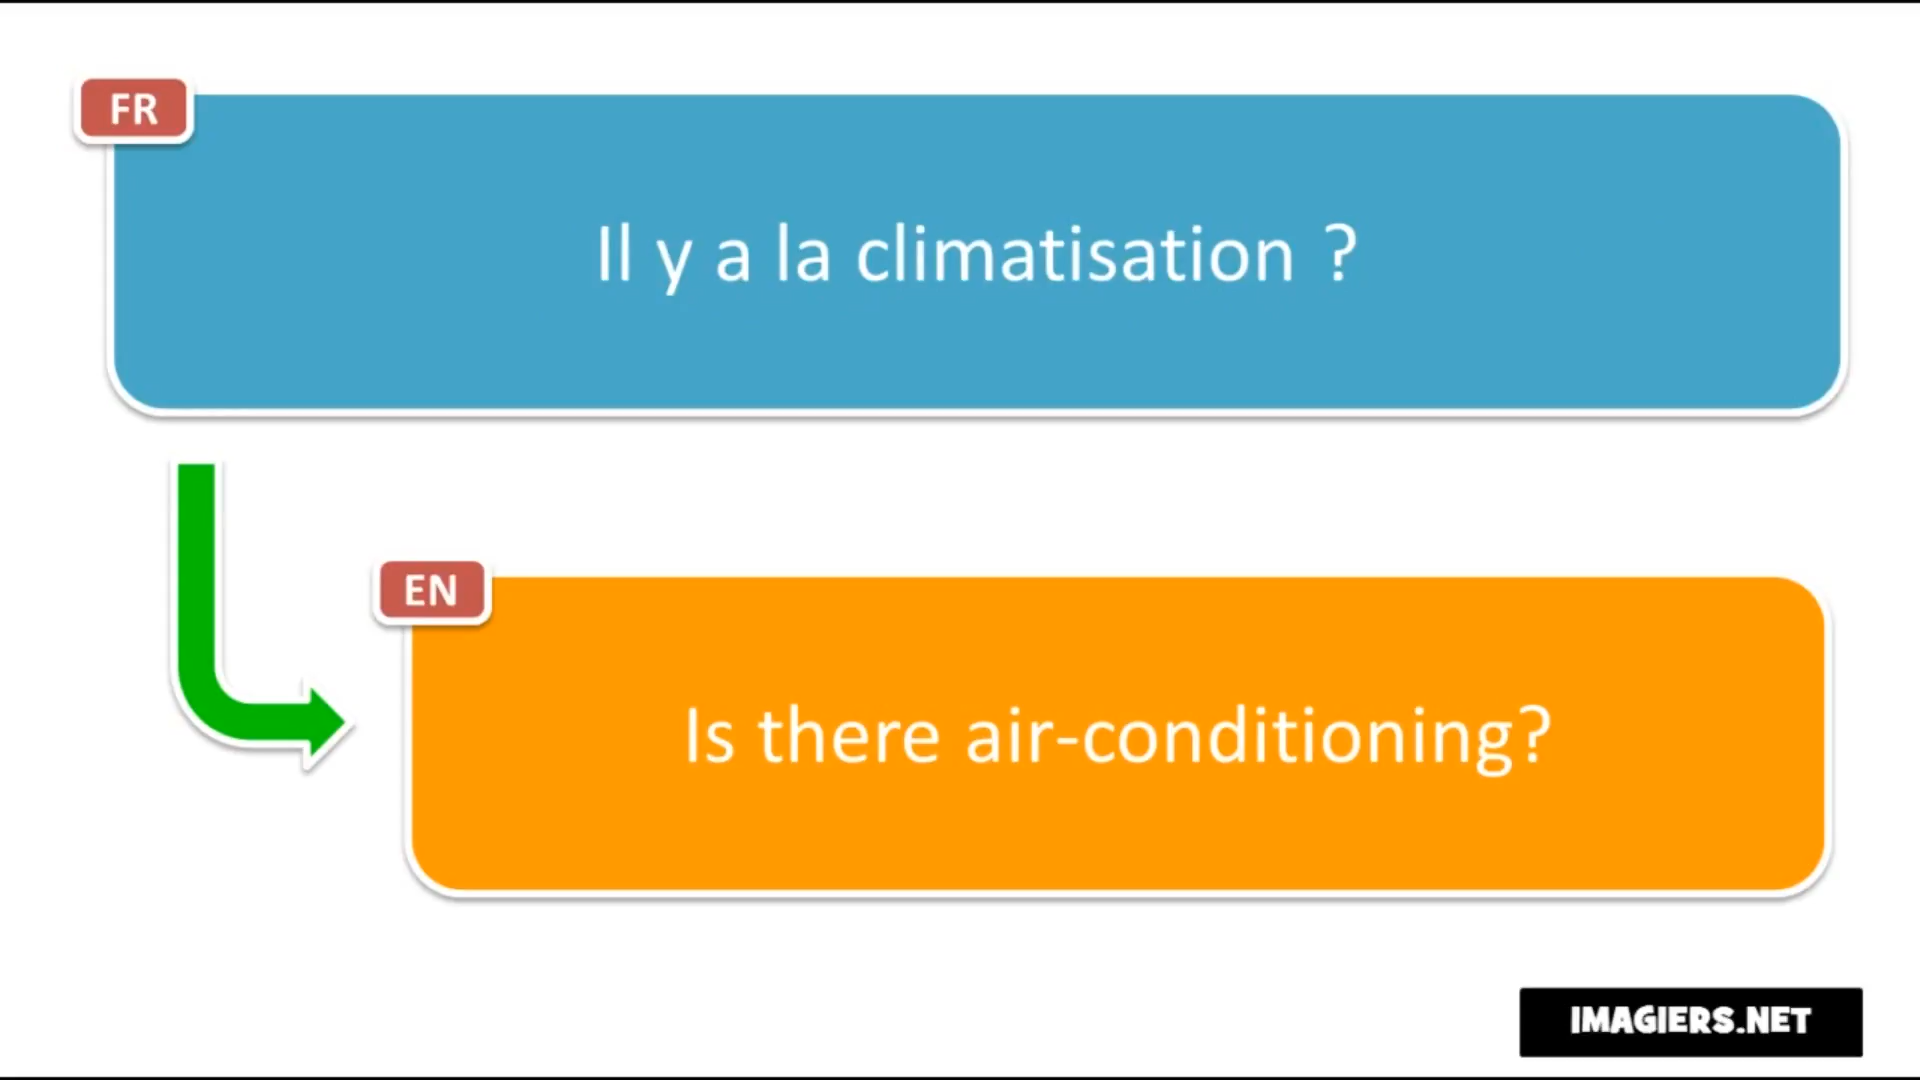 FR
Il y a la climatisation ?
EN
Is there air-conditioning?
IMAGIERS.NET